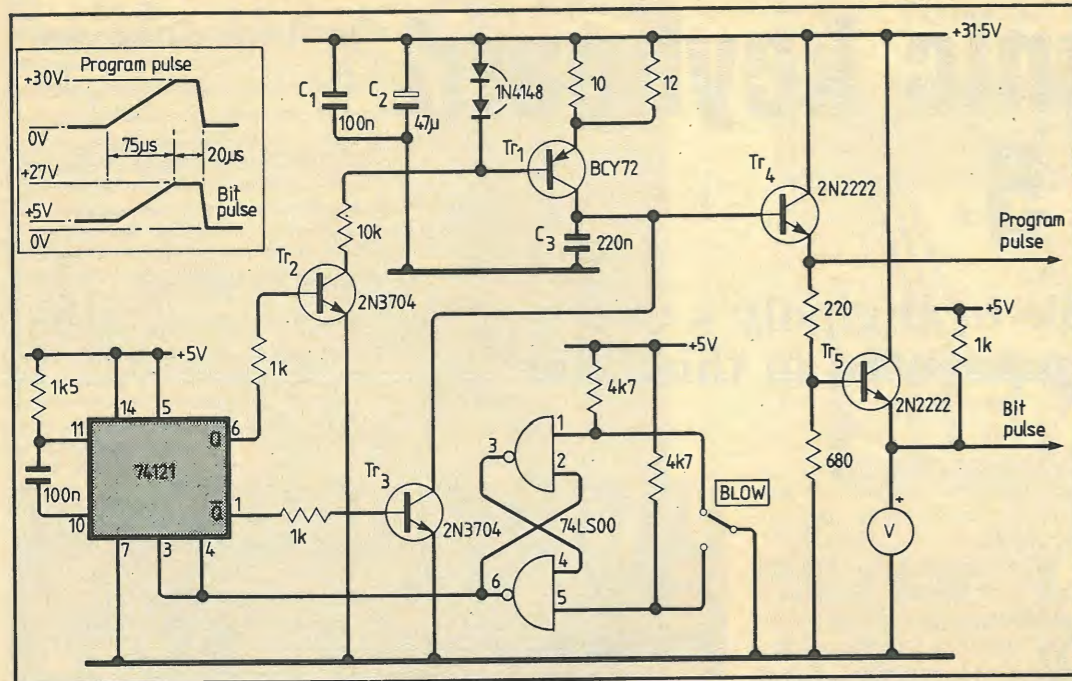 Program pulse
+30V
0V
75µs
20µs
+27V
Bit
pulse
+5V
0V
+31·5V
C1
100n
C2
47µ
1N4148
10
12
Tr1
BCY72
C3
220n
Tr4
2N2222
Program
pulse
10k
Tr2
2N3704
1k
220
+5V
1k
Tr5
2N2222
Bit
pulse
680
+
V
+5V
1k5
14
5
11
Q
6
74121
100n
10
Q̅
1
7
3
4
1k
Tr3
2N3704
+5V
4k7
4k7
3
1
2
74LS00
4
6
5
BLOW